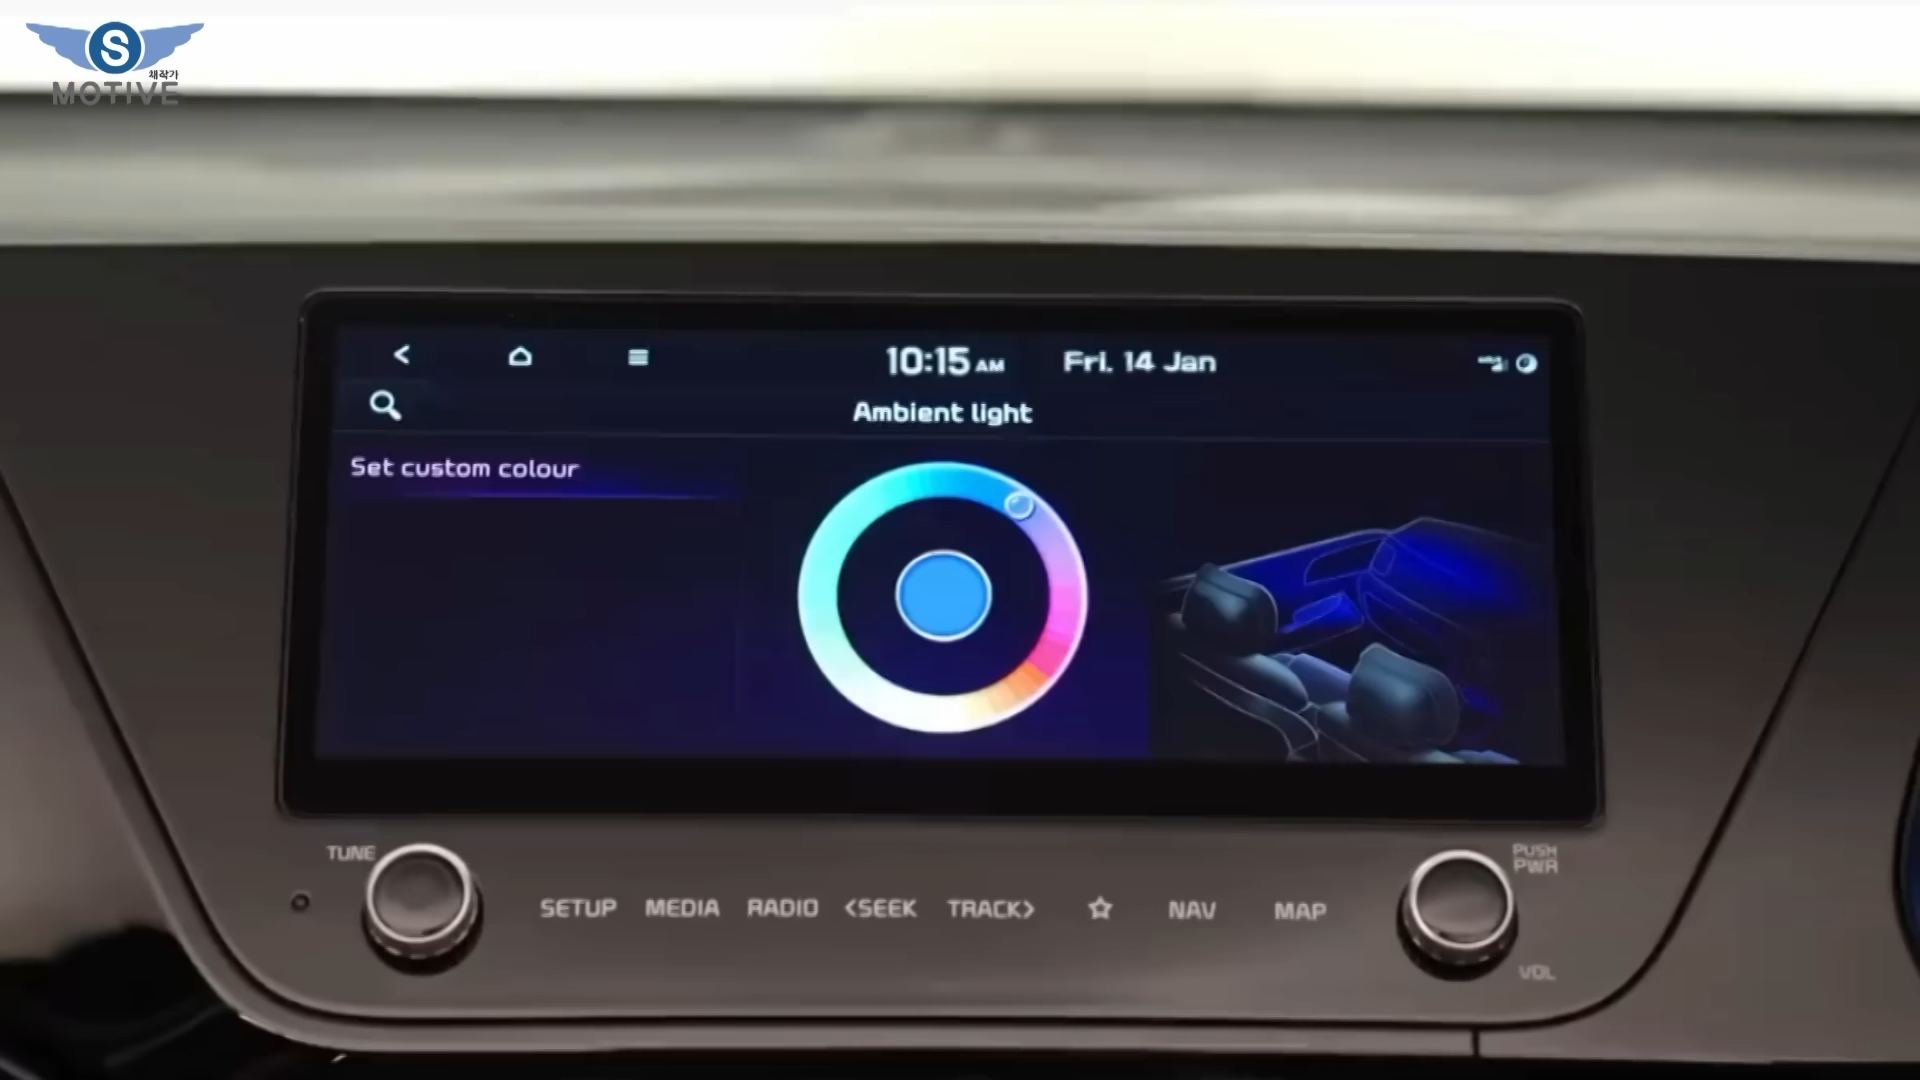 S
채작가
MOTIVE
10:15 AM Fri. 14 Jan
Ambient light
Set custom colour
TUNE
PUSH
PWR
SETUP MEDIA RADIO <SEEK TRACK> NAV MAP
VOL